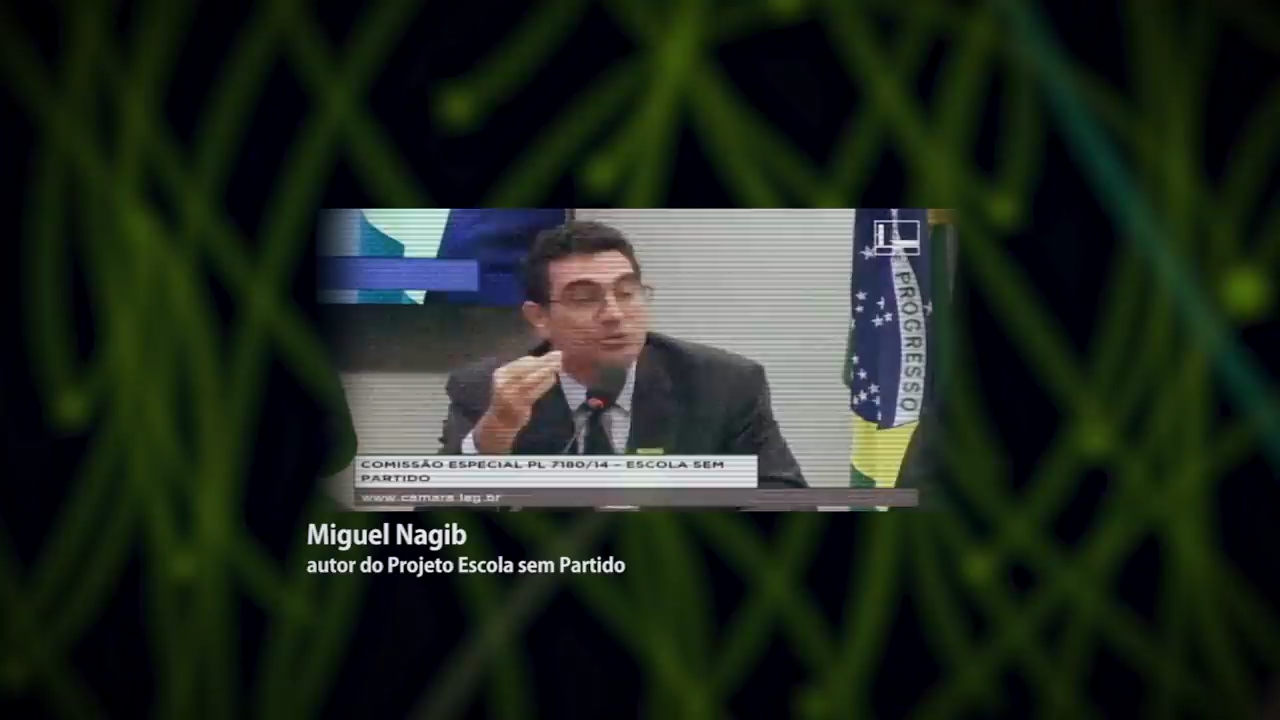 PROGRESSO
COMISSÃO ESPECIAL PL 7180/14 – ESCOLA SEM
PARTIDO
www.camara.leg.br
Miguel Nagib
autor do Projeto Escola sem Partido